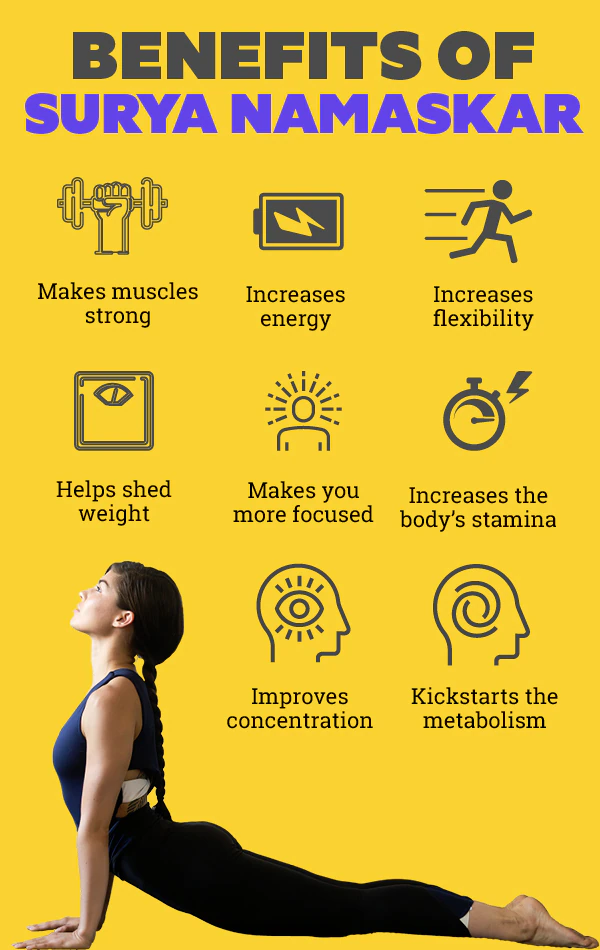 BENEFITS OF
SURYA NAMASKAR
Makes muscles
strong
Increases
energy
Increases
flexibility
Helps shed
weight
Makes you
more focused
Increases the
body's stamina
Improves
concentration
Kickstarts the
metabolism